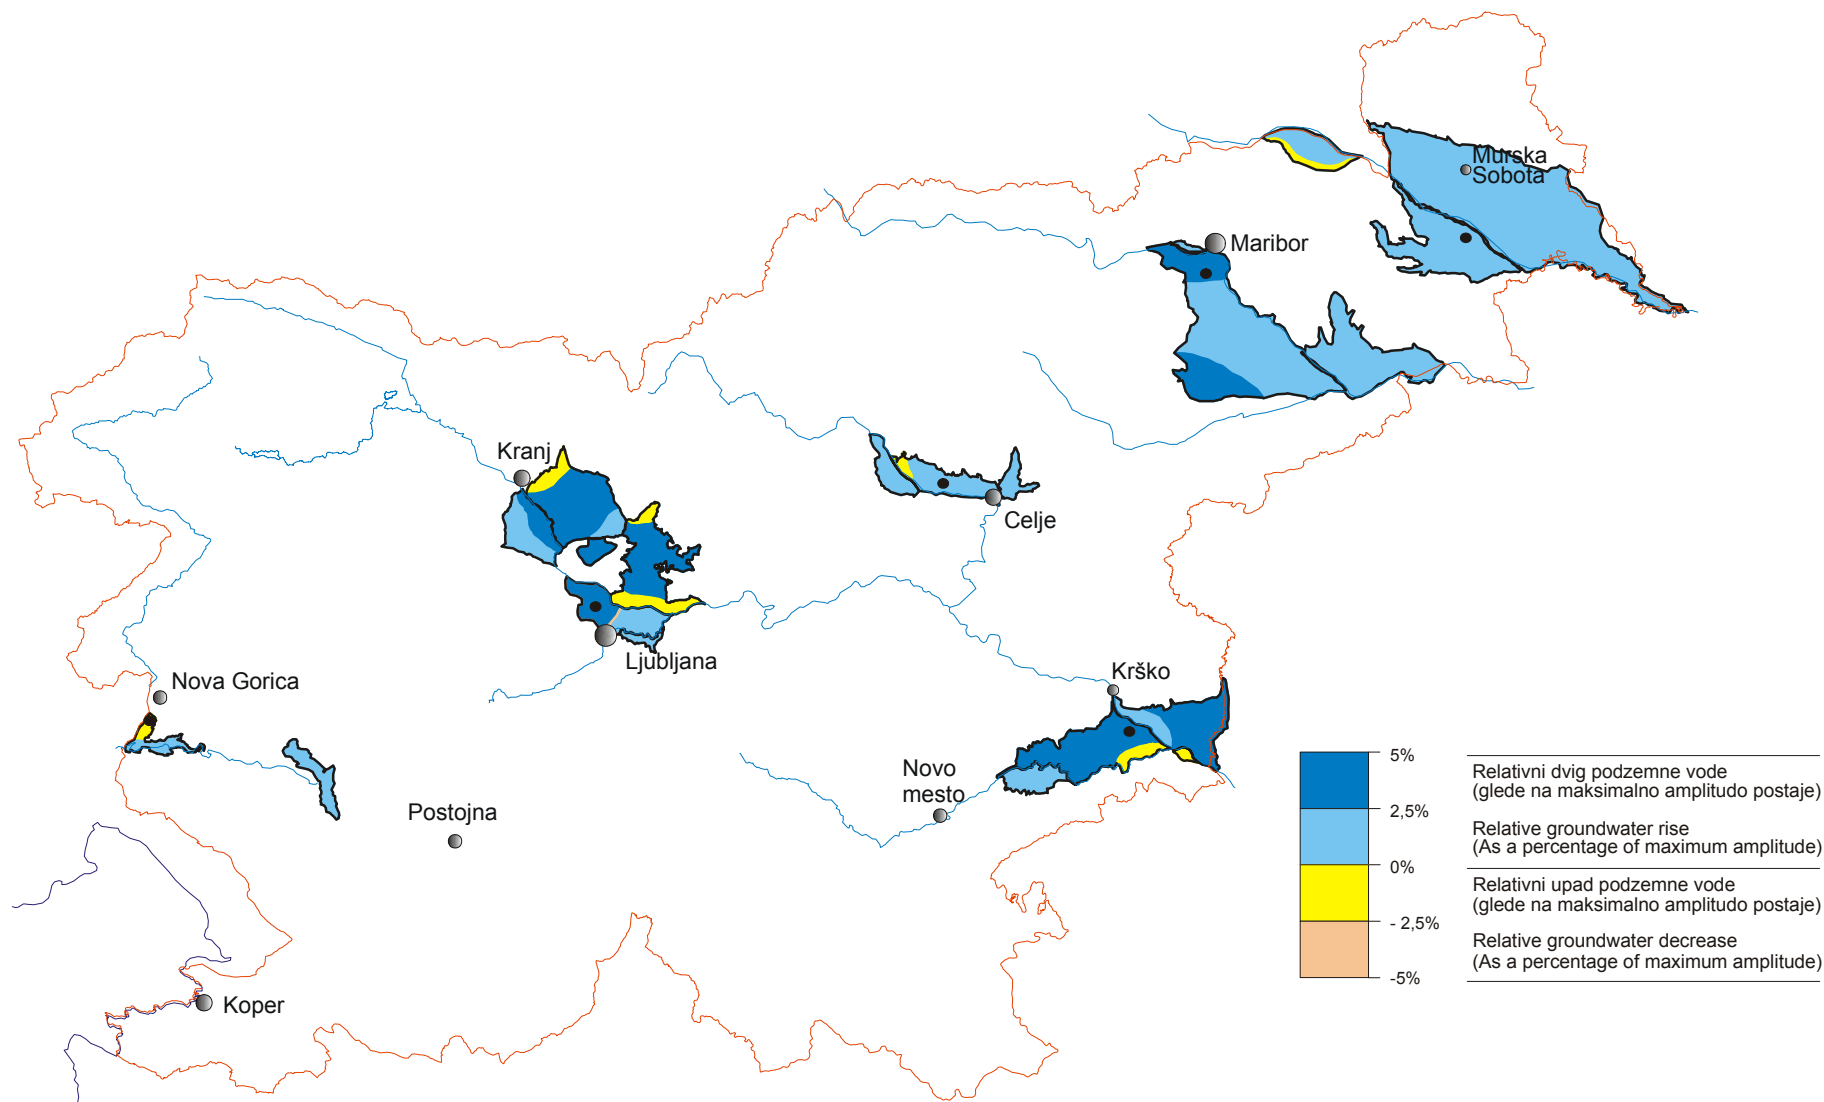 Murska
Sobota
Maribor
Kranj
Celje
Ljubljana
Nova Gorica
Krško
Novo
mesto
Postojna
Koper
5%
2,5%
0%
- 2,5%
-5%
Relativni dvig podzemne vode
(glede na maksimalno amplitudo postaje)
Relative groundwater rise
(As a percentage of maximum amplitude)
Relativni upad podzemne vode
(glede na maksimalno amplitudo postaje)
Relative groundwater decrease
(As a percentage of maximum amplitude)